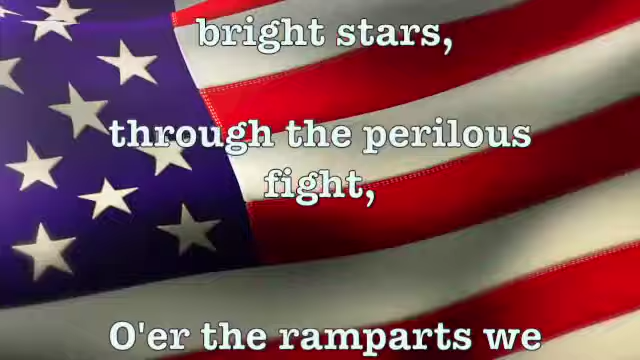 bright stars,
through the perilous
fight,
O'er the ramparts we